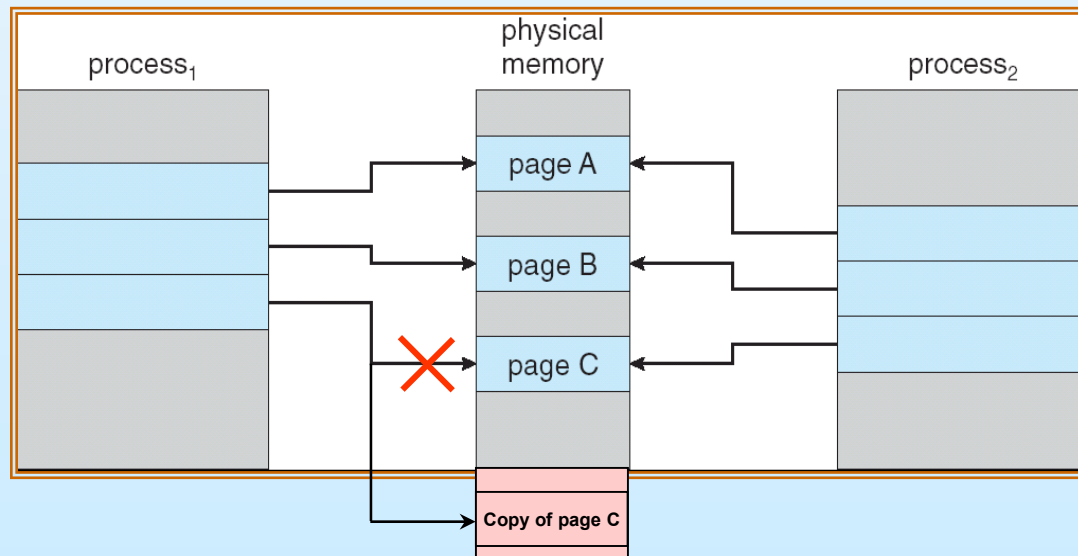 physical
memory
process₁
process₂
page A
page B
page C
Copy of page C